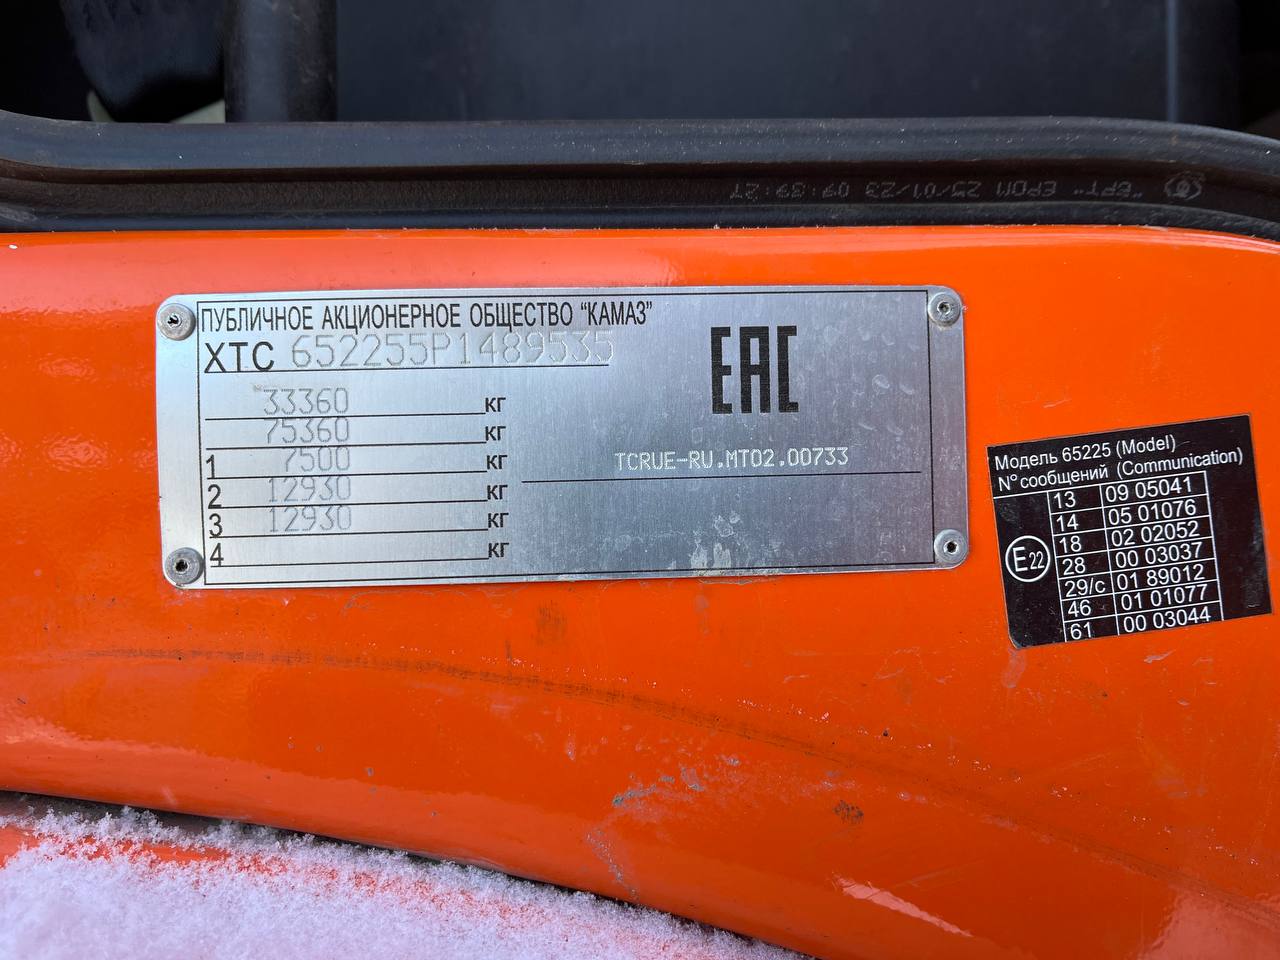 "БРТ" EPDM 25/01/23 09:39:27
ПУБЛИЧНОЕ АКЦИОНЕРНОЕ ОБЩЕСТВО "КАМАЗ"
XTC 652255P1489535
33360 КГ
75360 КГ
1 7500 КГ
2 12930 КГ
3 12930 КГ
4 КГ
EAC
TCRUE-RU.MT02.00733
Модель 65225 (Model)
N° сообщений (Communication)
E22
13 09 05041
14 05 01076
18 02 02052
28 00 03037
29/с 01 89012
46 01 01077
61 00 03044